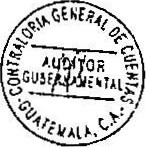 CONTRALORIA GENERAL DE CUENTAS
AUDITOR
GUBERNAMENTAL
GUATEMALA, C.A.